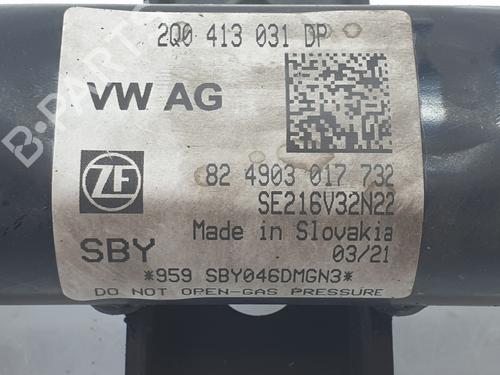 2Q0 413 031 DP
VW AG
ZF
82 4903 017 732
SE216V32N22
Made in Slovakia
SBY
03/21
*959 SBY046DMGN3*
DO NOT OPEN-GAS PRESSURE
B-PARTS